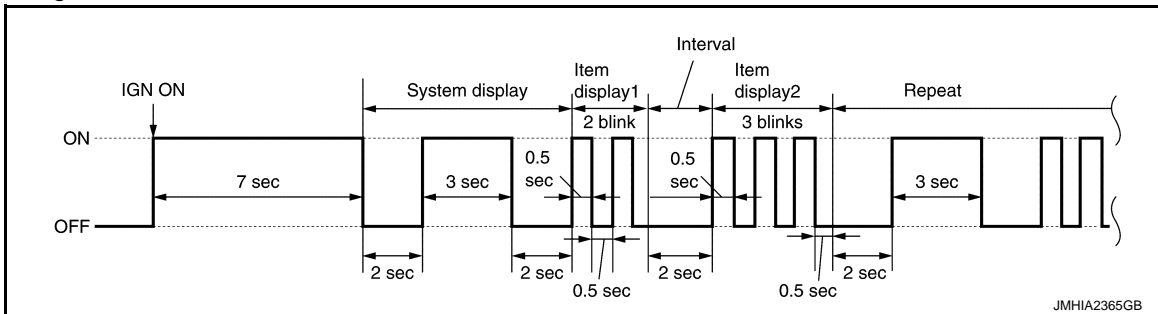 Interval
Item
display1
Item
display2
IGN ON
System display
Repeat
2 blink
3 blinks
ON
0.5
sec
0.5
sec
7 sec
3 sec
3 sec
OFF
2 sec
2 sec
0.5 sec
2 sec
0.5 sec
2 sec
JMHIA2365GB